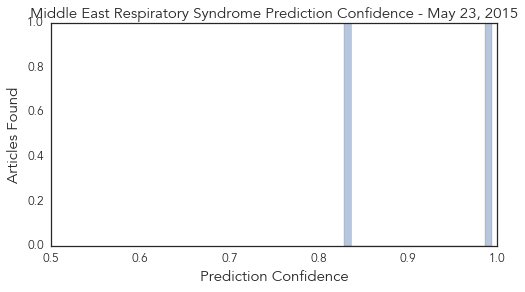 Middle East Respiratory Syndrome Prediction Confidence - May 23, 2015
1.0
0.8
0.6
0.4
0.2
0.0
Articles Found
0.5 0.6 0.7 0.8 0.9 1.0
Prediction Confidence